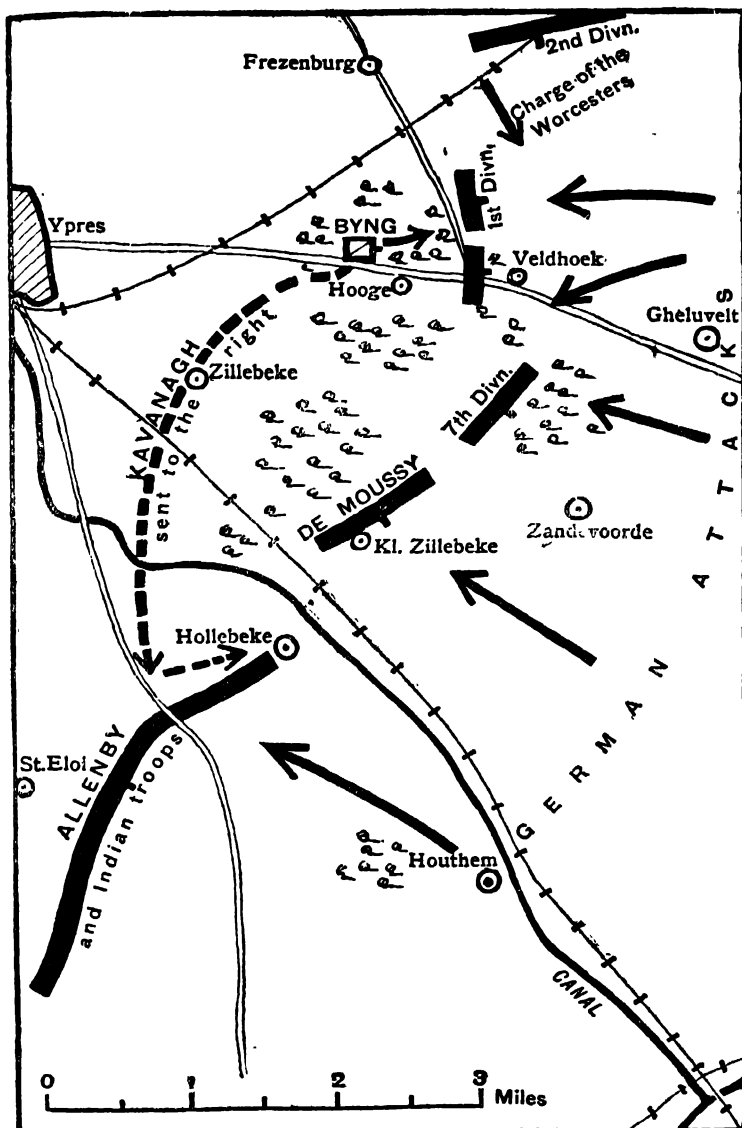 2nd Divn.
Frezenburg
Charge of the
Worcesters
1st Divn.
Ypres
BYNG
Veldhoek
Hooge
Gheluvelt
KAVANAGH
sent to the right
Zillebeke
7th Divn.
DE MOUSSY
Kl. Zillebeke
Zandevoorde
Hollebeke
GERMAN ATTACKS
St. Eloi
ALLENBY
and Indian troops
Houthem
CANAL
0 1 2 3 Miles